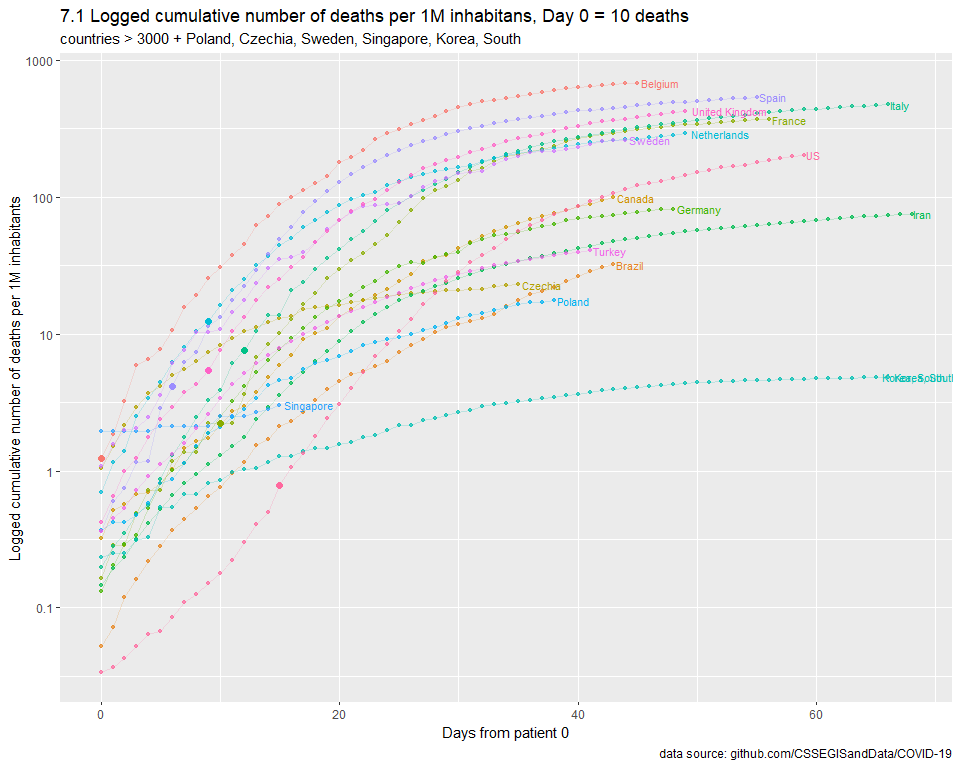 7.1 Logged cumulative number of deaths per 1M inhabitans, Day 0 = 10 deaths
countries > 3000 + Poland, Czechia, Sweden, Singapore, Korea, South
Logged cumulative number of deaths per 1M inhabitants
1000
100
10
1
0.1
Belgium
Spain
Italy
United Kingdom
France
Netherlands
Sweden
US
Canada
Germany
Iran
Turkey
Brazil
Czechia
Poland
Singapore
Korea, South
0
20
40
60
Days from patient 0
data source: github.com/CSSEGISandData/COVID-19